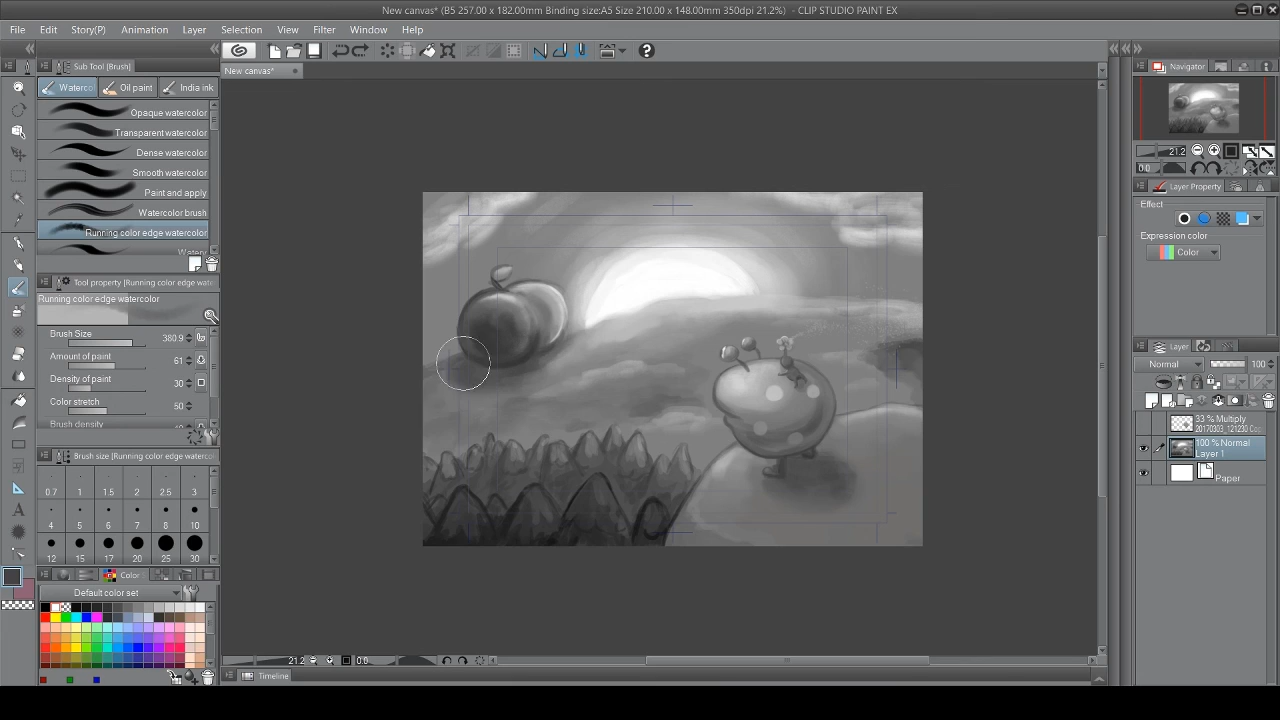 New canvas* (B5 257.00 x 182.00mm Binding size:A5 Size 210.00 x 148.00mm 350dpi 21.2%)  - CLIP STUDIO PAINT EX
File Edit Story(P) Animation Layer Selection View Filter Window Help
Sub Tool [Brush]
New canvas*
Waterco Oil paint India ink
Opaque watercolor
Transparent watercolor
Dense watercolor
Smooth watercolor
Paint and apply
Watercolor brush
Running color edge watercolor
Tool property [Running color edge wate
Running color edge watercolor
Brush Size 380.9
Amount of paint 61
Density of paint 30
Color stretch 50
Brush density
Brush size [Running color edge waterco
0.7 1 1.5 2 2.5 3
4 5 6 7 8 10
12 15 17 20 25 30
Color
Default color set
21.2 0.0
Timeline
Navigator
21.2
0.0
Layer Property
Effect
Expression color
Color
Layer
Normal 100
33 % Multiply
20170303_121230 Co
100 % Normal
Layer 1
Paper